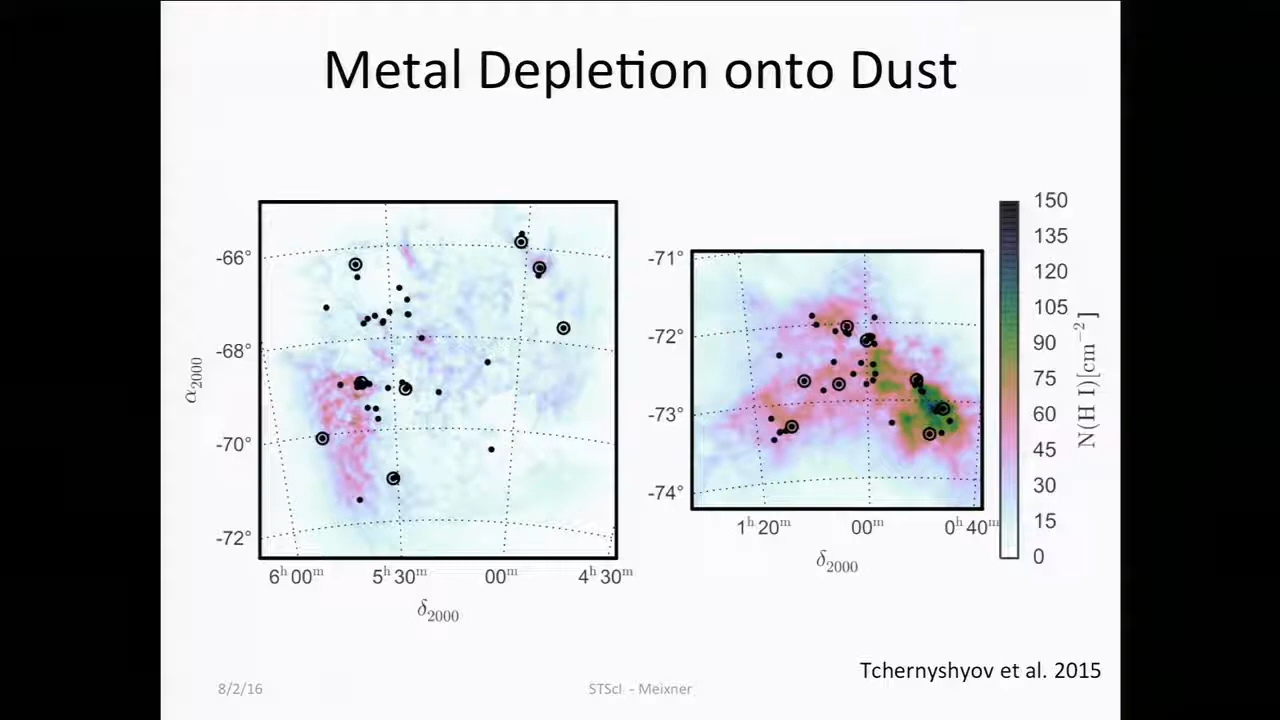 Metal Depletion onto Dust
-66°
-68°
-70°
-72°
α2000
6h 00m
5h 30m
00m
4h 30m
δ2000
-71°
-72°
-73°
-74°
1h 20m
00m
0h 40m
δ2000
150
135
120
105
90
75
60
45
30
15
0
N(H I)[cm−2]
Tchernyshyov et al. 2015
8/2/16
STScI - Meixner